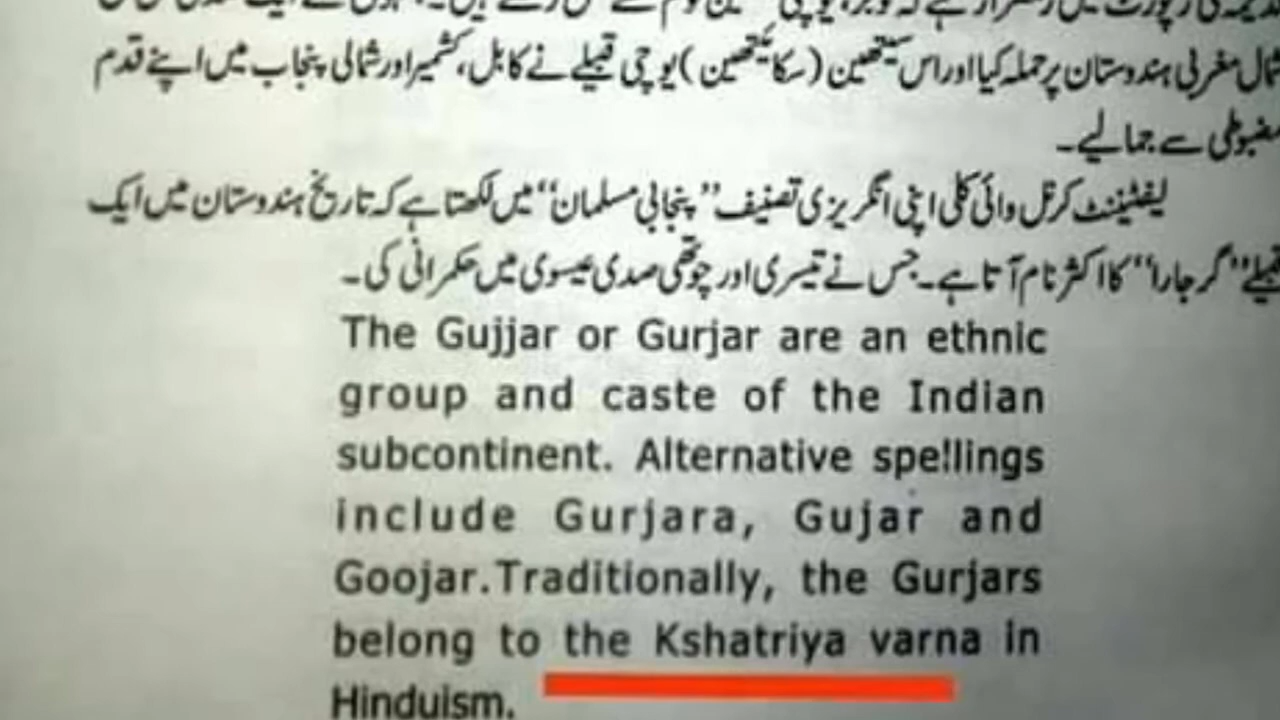 شمال مغربی ہندوستان پر حملہ کیا اور اس سیتھین (سکائیتھین) یوچی قبیلے نے کابل، کشمیر اور شمالی پنجاب میں اپنے قدم
مضبوطی سے جمالیے۔
لیفٹیننٹ کرنل وائی کلی اپنی انگریزی تصنیف ”پنجابی مسلمان“ میں لکھتا ہے کہ تاریخ ہندوستان میں ایک
قبیلے ”گرجارا“ کا اکثر نام آتا ہے۔ جس نے تیسری اور چوتھی صدی عیسوی میں حکمرانی کی۔
The Gujjar or Gurjar are an ethnic
group and caste of the Indian
subcontinent. Alternative spellings
include Gurjara, Gujar and
Goojar.Traditionally, the Gurjars
belong to the Kshatriya varna in
Hinduism.